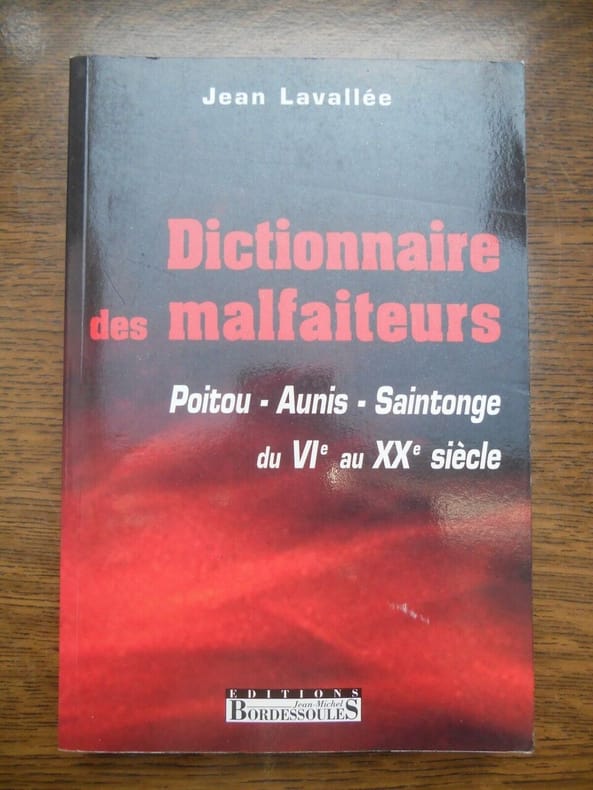 Jean Lavallée
Dictionnaire
des malfaiteurs
Poitou - Aunis - Saintonge
du VIe au XXe siècle
EDITIONS
Jean-Michel
BORDESSOULES